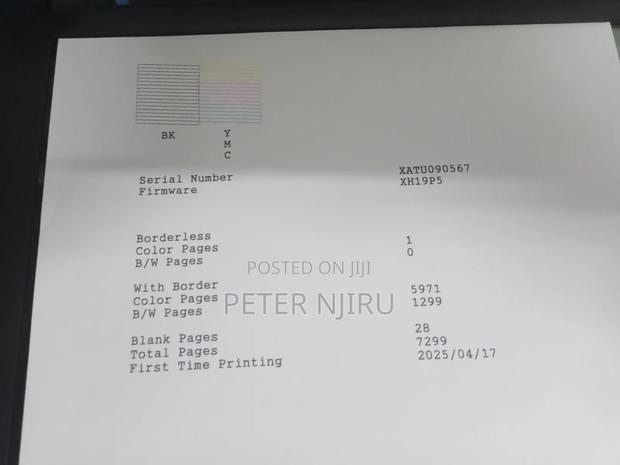 BK
Y
M
C
Serial Number XATU090567
Firmware XH19P5
Borderless
Color Pages 1
B/W Pages 0
POSTED ON JIJI
With Border
Color Pages 5971
PETER NJIRU
B/W Pages 1299
Blank Pages 28
Total Pages 7299
First Time Printing 2025/04/17